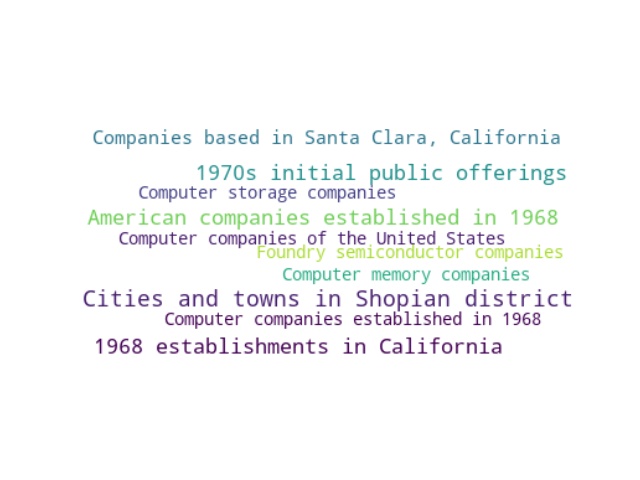 Companies based in Santa Clara, California
1970s initial public offerings
Computer storage companies
American companies established in 1968
Computer companies of the United States
Foundry semiconductor companies
Computer memory companies
Cities and towns in Shopian district
Computer companies established in 1968
1968 establishments in California